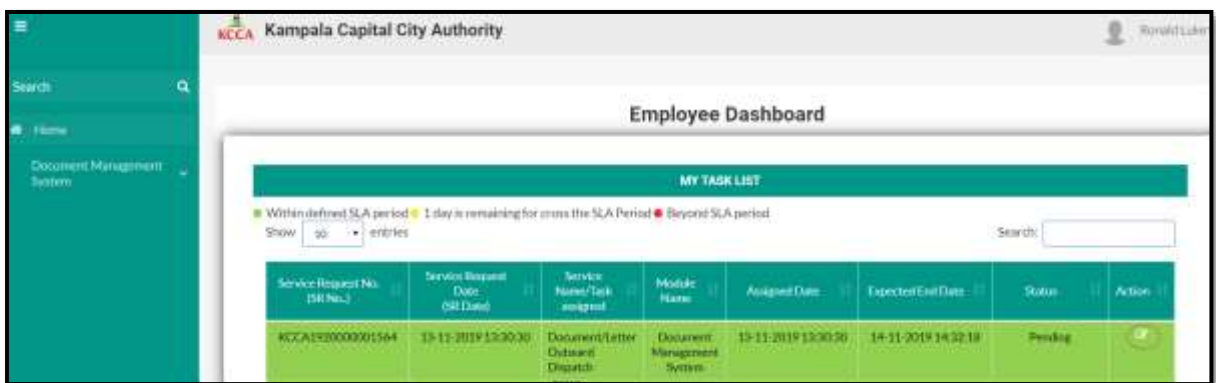 KCCA Kampala Capital City Authority
Ronald
Search
Home
Document Management
System
Employee Dashboard
MY TASK LIST
Within defined SLA period 1 day is remaining for cross the SLA Period Beyond SLA period
Show 10 entries
Search:
Service Request No.
(SR No.)
Service Request
Date
(SR Date)
Service
Name/Task
assigned
Module
Name
Assigned Date
Expected End Date
Status
Action
KCCA1920000001564
13-11-2019 13:30:30
Document/Letter
Outward
Dispatch
Document
Management
System
13-11-2019 13:30:30
14-11-2019 14:32:18
Pending